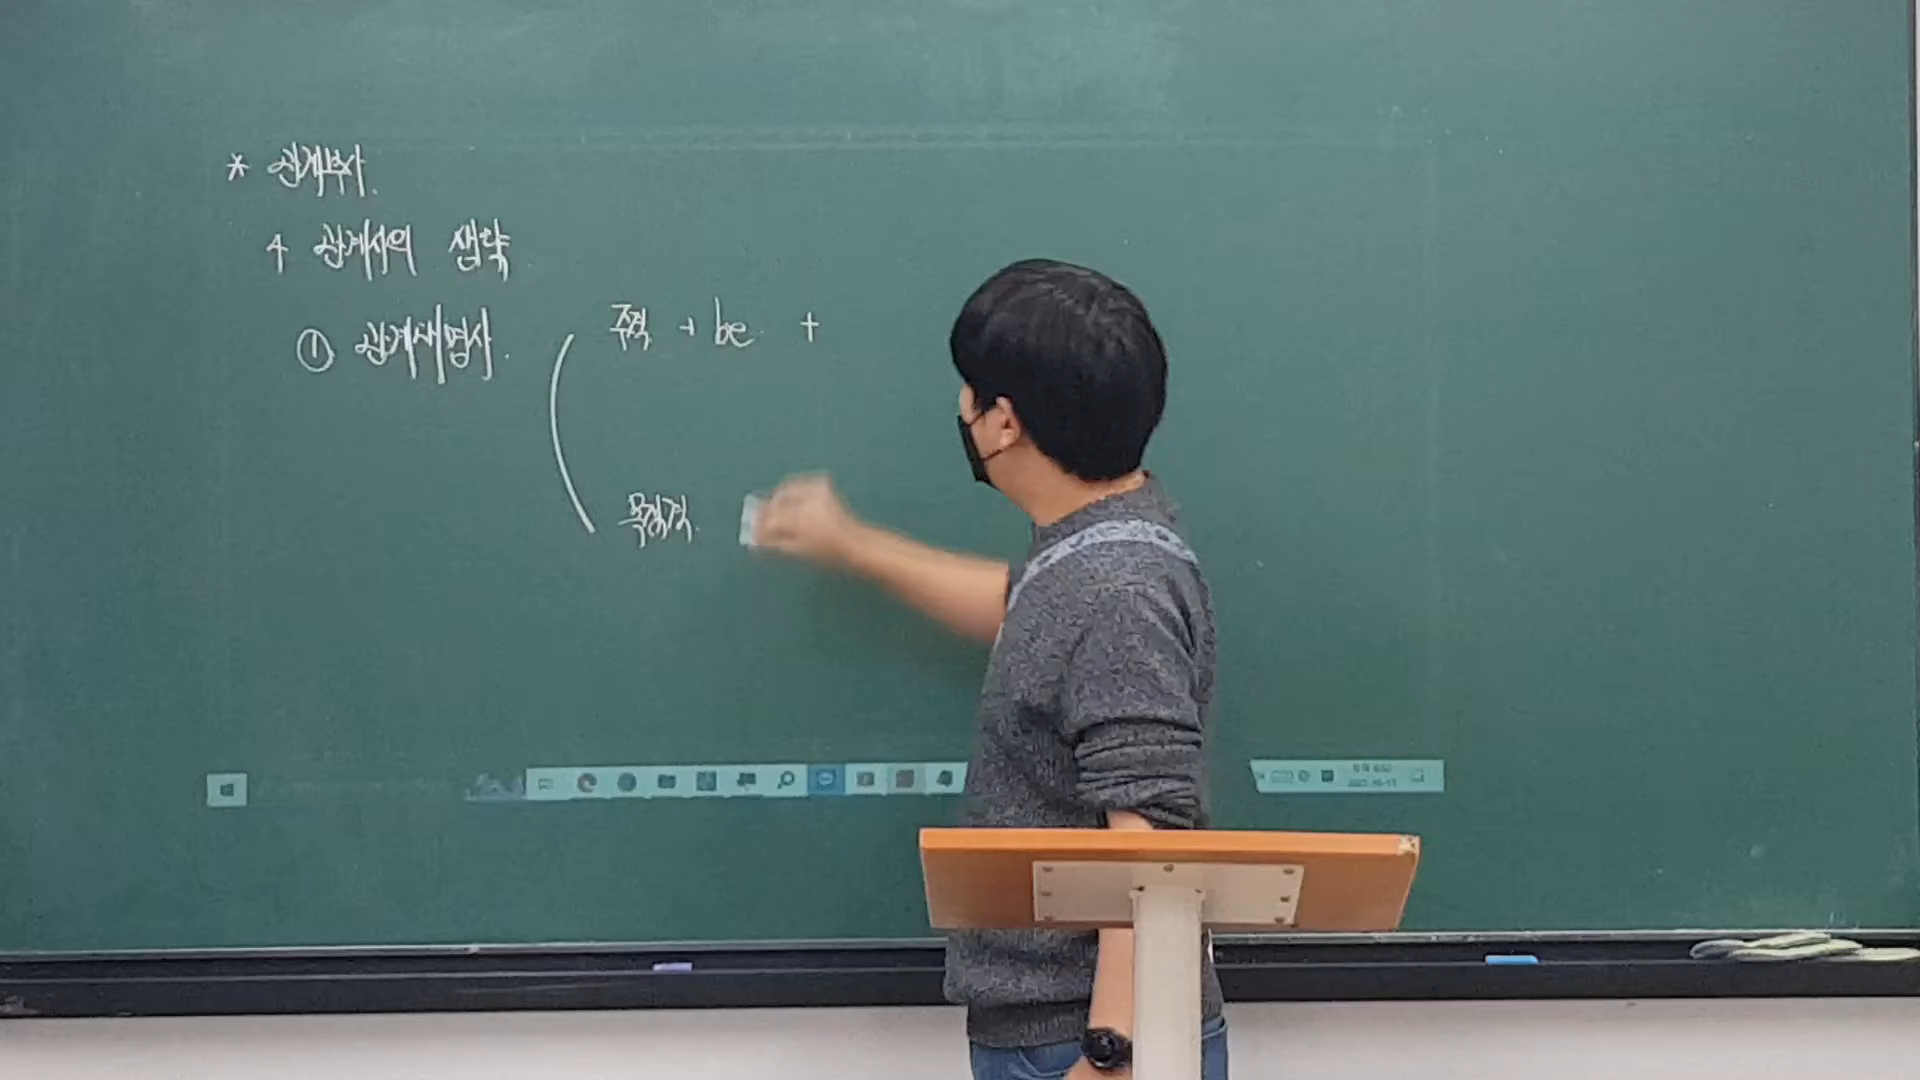 * 관계부사.
4 관계사의 생략
① 관계대명사.
주격 + be +
목적격.